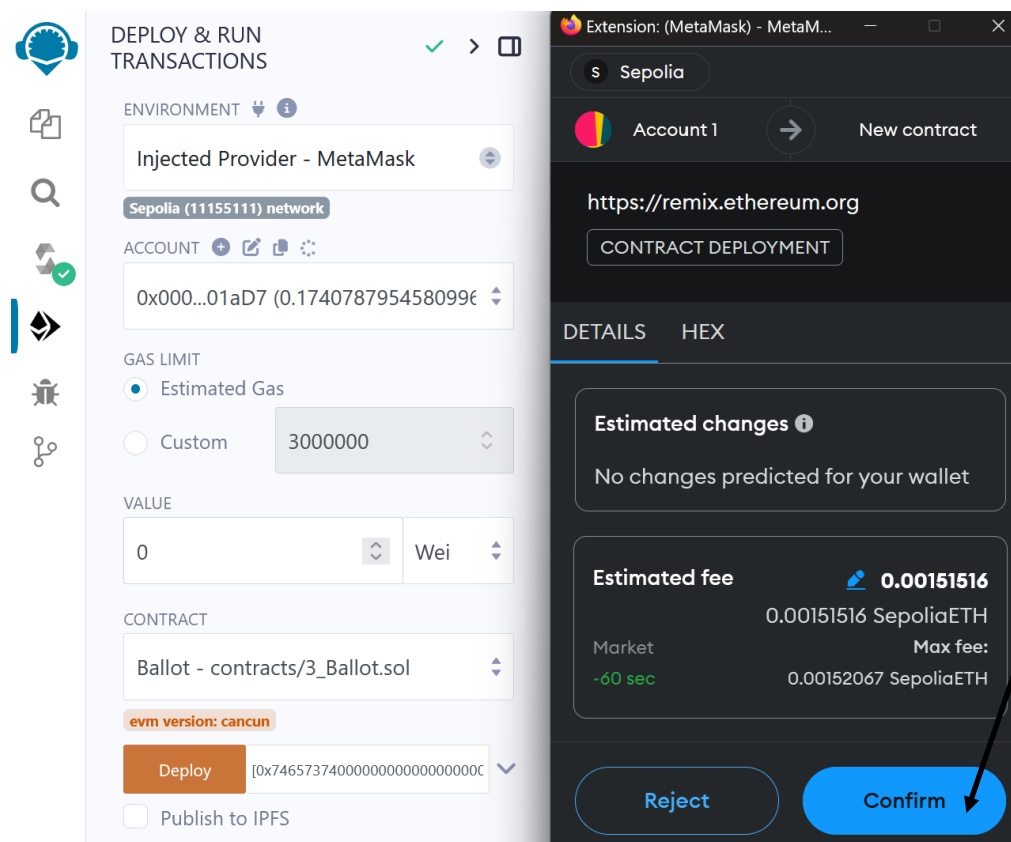 DEPLOY & RUN
TRANSACTIONS
ENVIRONMENT
Injected Provider - MetaMask
Sepolia (11155111) network
ACCOUNT
0x000...01aD7 (0.1740787954580996
GAS LIMIT
Estimated Gas
Custom
3000000
VALUE
0
Wei
CONTRACT
Ballot - contracts/3_Ballot.sol
evm version: cancun
Deploy
[0x74657374000000000000000000
Publish to IPFS
Extension: (MetaMask) - MetaM...
S Sepolia
Account 1
New contract
https://remix.ethereum.org
CONTRACT DEPLOYMENT
DETAILS HEX
Estimated changes
No changes predicted for your wallet
Estimated fee 0.00151516
0.00151516 SepoliaETH
Market Max fee:
~60 sec 0.00152067 SepoliaETH
Reject Confirm